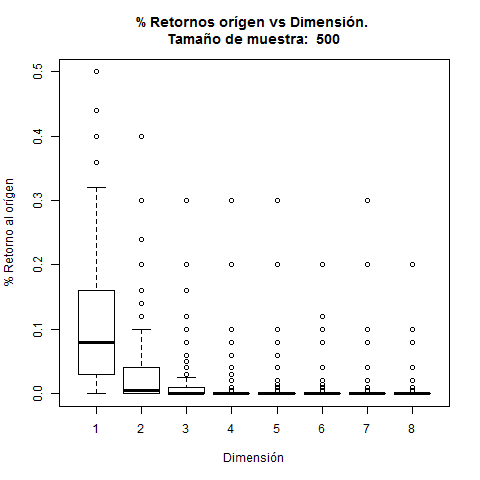 % Retornos orígen vs Dimensión.
Tamaño de muestra:  500
% Retorno al orígen
0.5
0.4
0.3
0.2
0.1
0.0
1 2 3 4 5 6 7 8
Dimensión